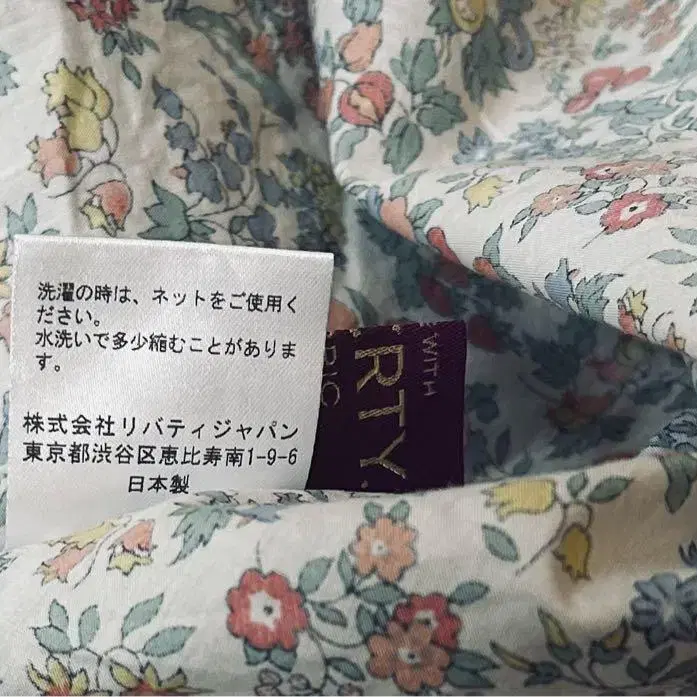 洗濯の時は、ネットをご使用く
ださい。
水洗いで多少縮むことがありま
す。
株式会社リバティジャパン
東京都渋谷区恵比寿南1-9-6
日本製
WITH
RTY.
RIC